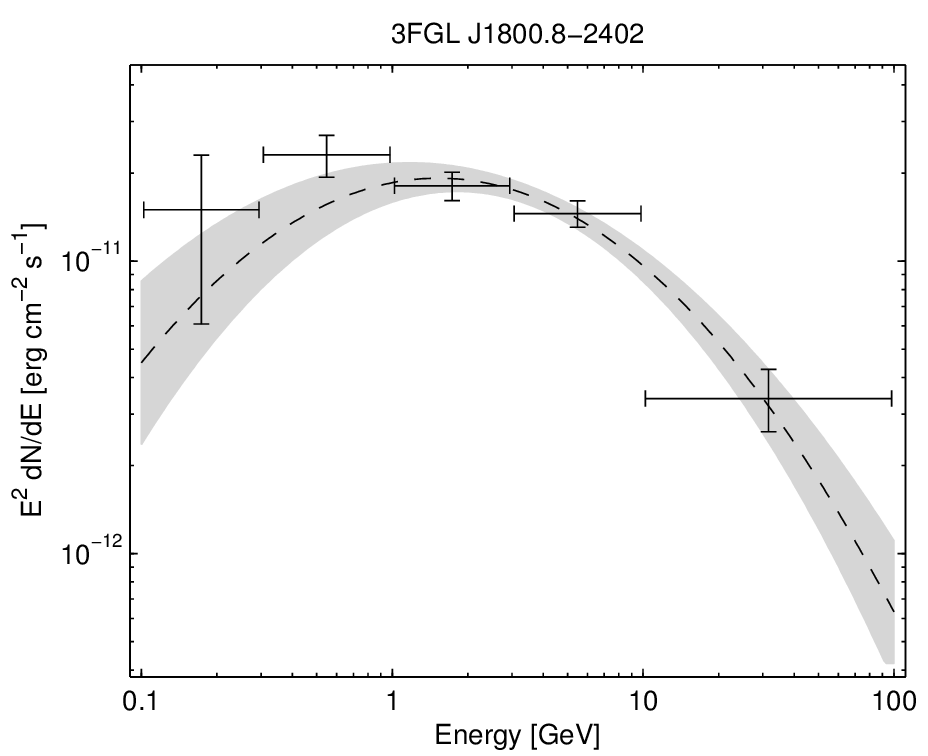 3FGL J1800.8−2402
E² dN/dE [erg cm⁻² s⁻¹]
10⁻¹¹
10⁻¹²
0.1 1 10 100
Energy [GeV]